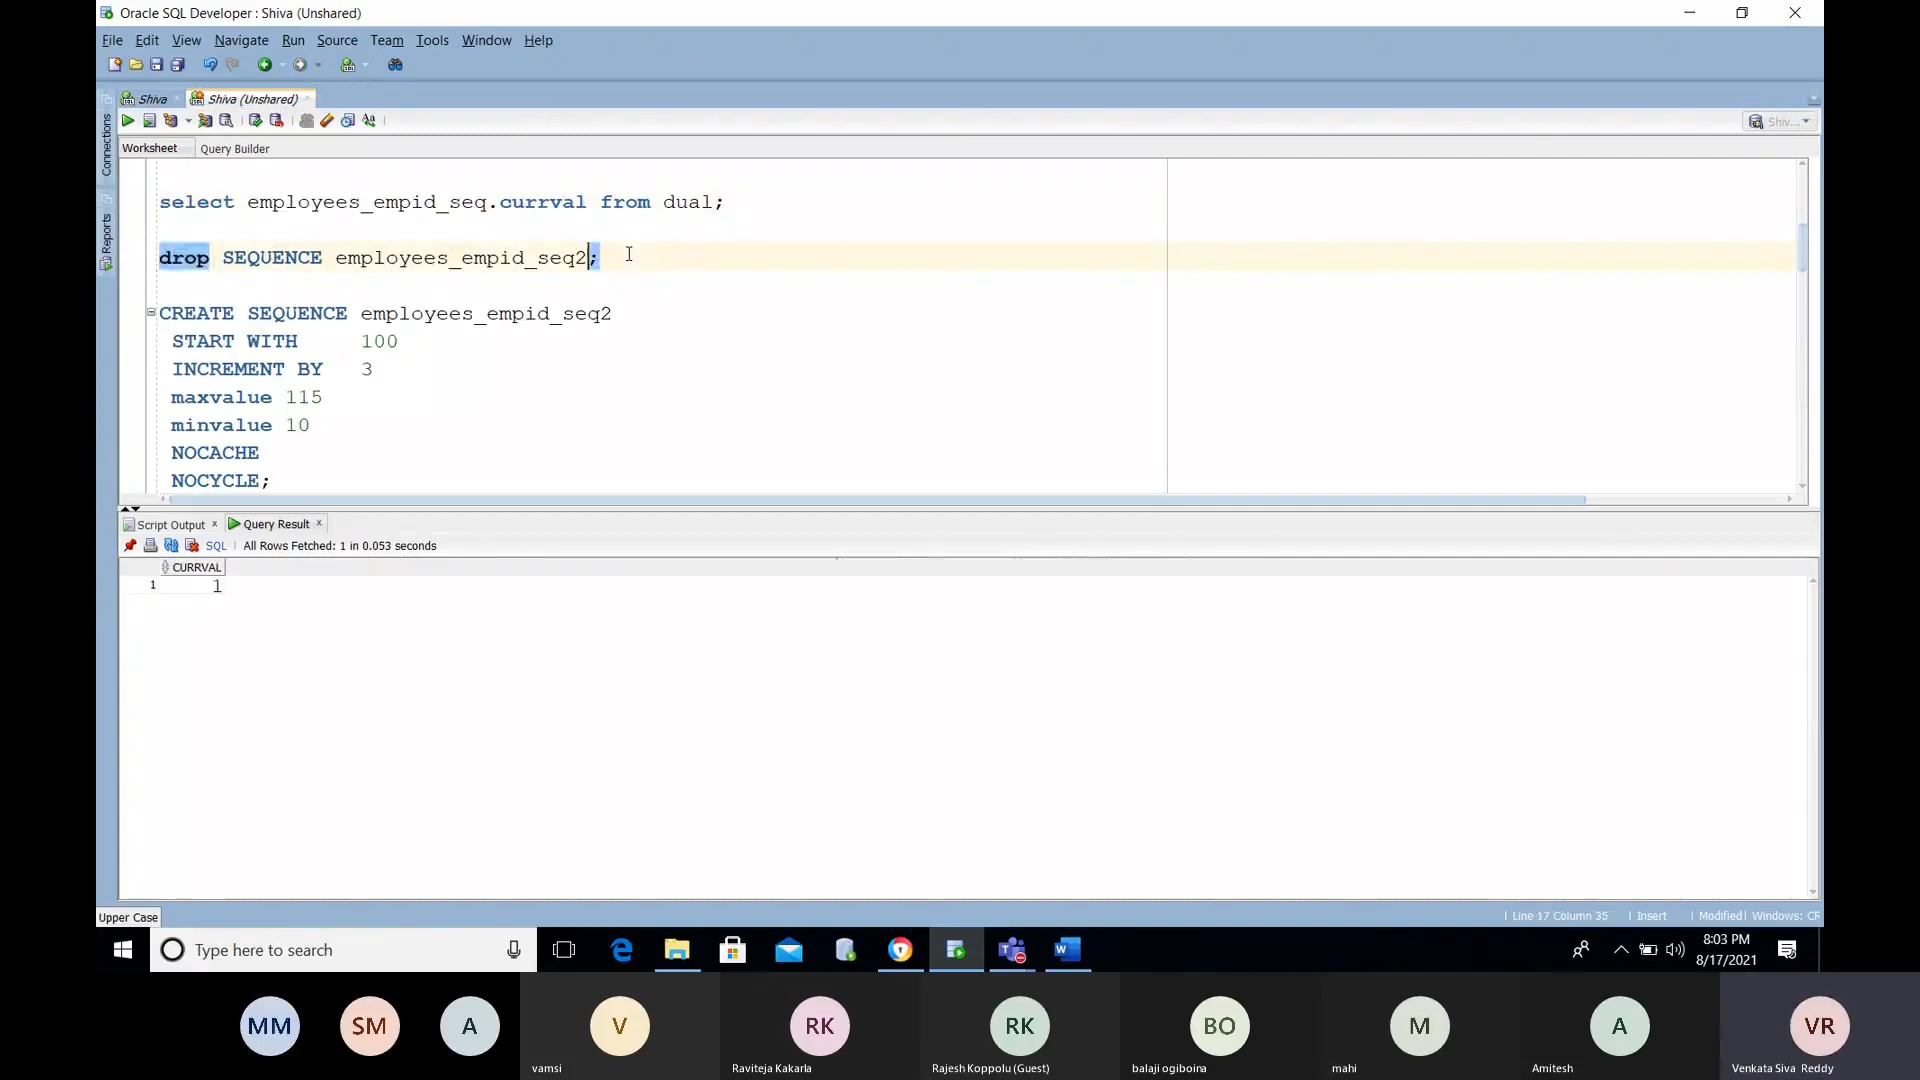 Oracle SQL Developer : Shiva (Unshared)
File Edit View Navigate Run Source Team Tools Window Help
Shiva Shiva (Unshared)
Shiv...
Connections
Reports
Worksheet Query Builder
select employees_empid_seq.currval from dual;
drop SEQUENCE employees_empid_seq2;
CREATE SEQUENCE employees_empid_seq2
START WITH 100
INCREMENT BY 3
maxvalue 115
minvalue 10
NOCACHE
NOCYCLE;
Script Output Query Result
SQL All Rows Fetched: 1 in 0.053 seconds
CURRVAL
1 1
Upper Case Line 17 Column 35 Insert Modified Windows: CR
Type here to search
8:03 PM
8/17/2021
MM SM A V RK RK BO M A VR
vamsi Raviteja Kakarla Rajesh Koppolu (Guest) balaji ogiboina mahi Amitesh Venkata Siva Reddy